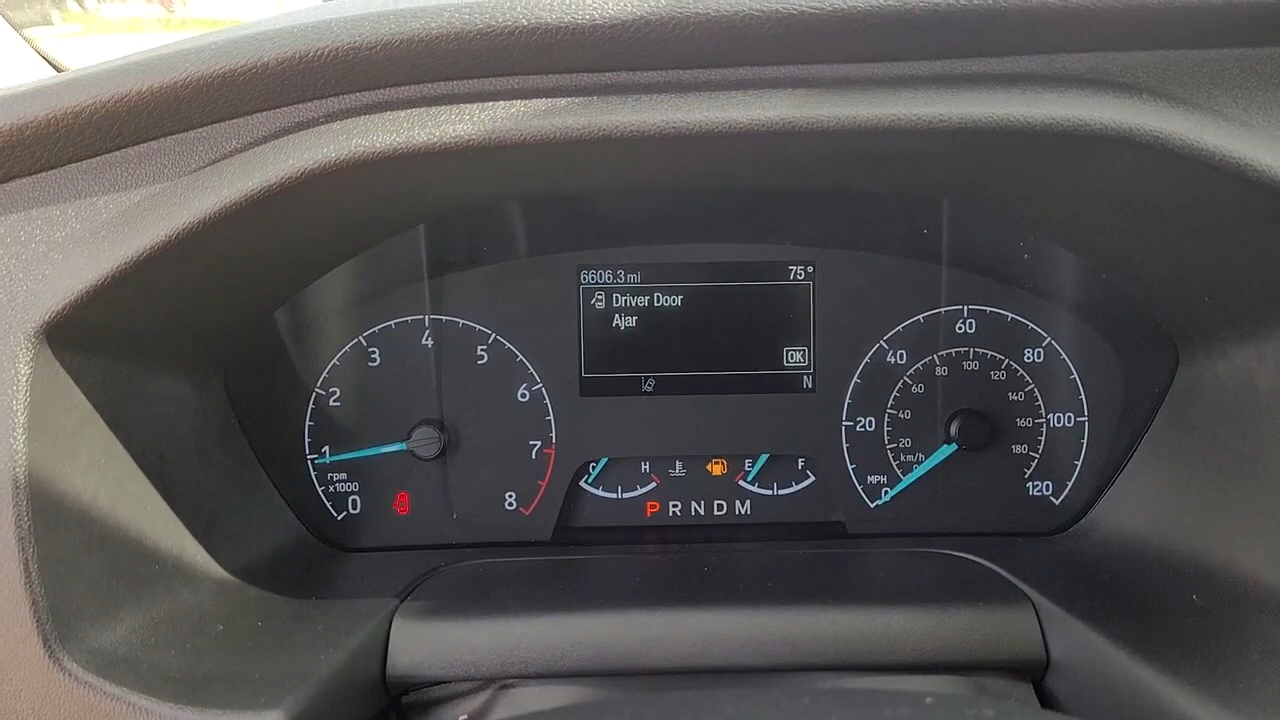 6606.3 mi 75°
Driver Door
Ajar
OK
N
0 1 2 3 4 5 6 7 8
rpm
x1000
C H
E F
P R N D M
0 20 40 60 80 100 120
MPH
0 20 40 60 80 100 120 140 160 180
km/h